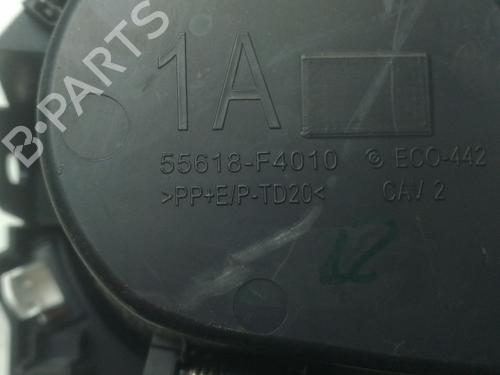 B-PARTS
1A
55618-F4010 © ECO-442
>PP+E/P-TD20< CAV 2
12